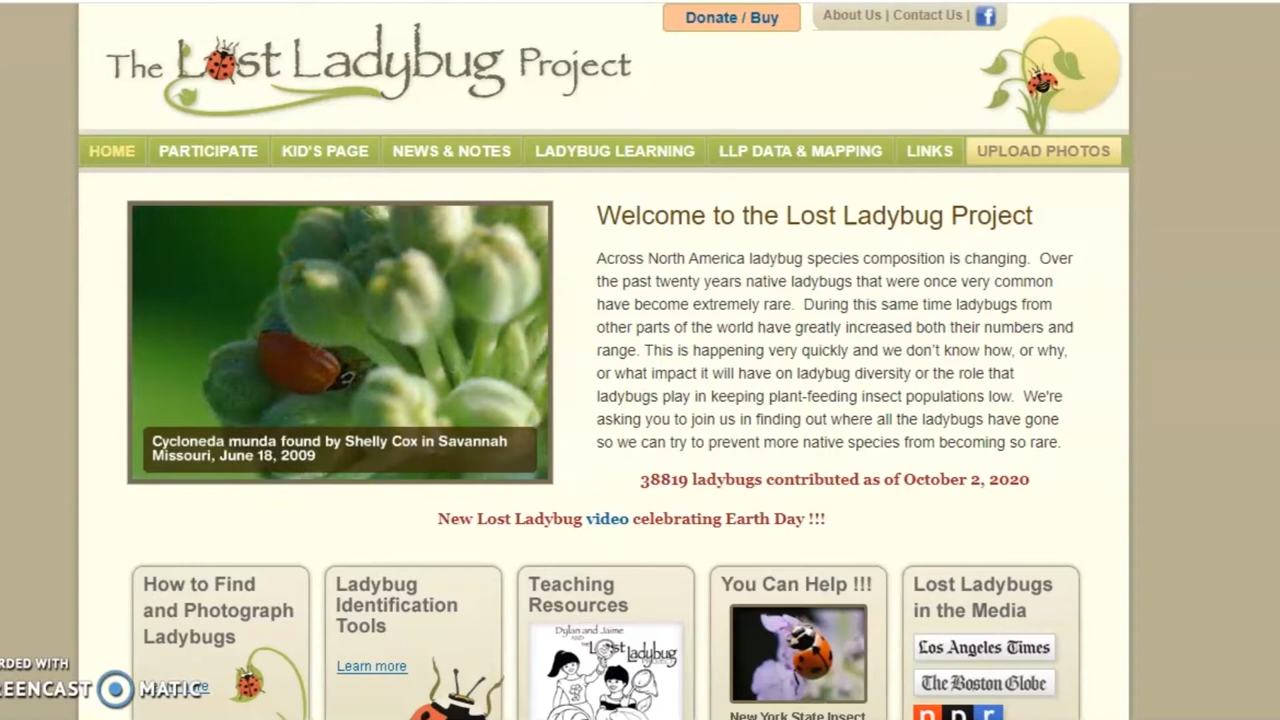 Donate / Buy
About Us | Contact Us |
The Lost Ladybug Project
HOME
PARTICIPATE
KID'S PAGE
NEWS & NOTES
LADYBUG LEARNING
LLP DATA & MAPPING
LINKS
UPLOAD PHOTOS
Welcome to the Lost Ladybug Project
Across North America ladybug species composition is changing. Over
the past twenty years native ladybugs that were once very common
have become extremely rare. During this same time ladybugs from
other parts of the world have greatly increased both their numbers and
range. This is happening very quickly and we don't know how, or why,
or what impact it will have on ladybug diversity or the role that
ladybugs play in keeping plant-feeding insect populations low. We're
asking you to join us in finding out where all the ladybugs have gone
so we can try to prevent more native species from becoming so rare.
Cycloneda munda found by Shelly Cox in Savannah
Missouri, June 18, 2009
38819 ladybugs contributed as of October 2, 2020
New Lost Ladybug video celebrating Earth Day !!!
How to Find
and Photograph
Ladybugs
Ladybug
Identification
Tools
Learn more
Teaching
Resources
Dylan and Jaime
AND
THE Lost Ladybug
PROJECT
You Can Help !!!
New York State Insect
Lost Ladybugs
in the Media
Los Angeles Times
The Boston Globe
npr
RDED WITH
REENCAST MATIC